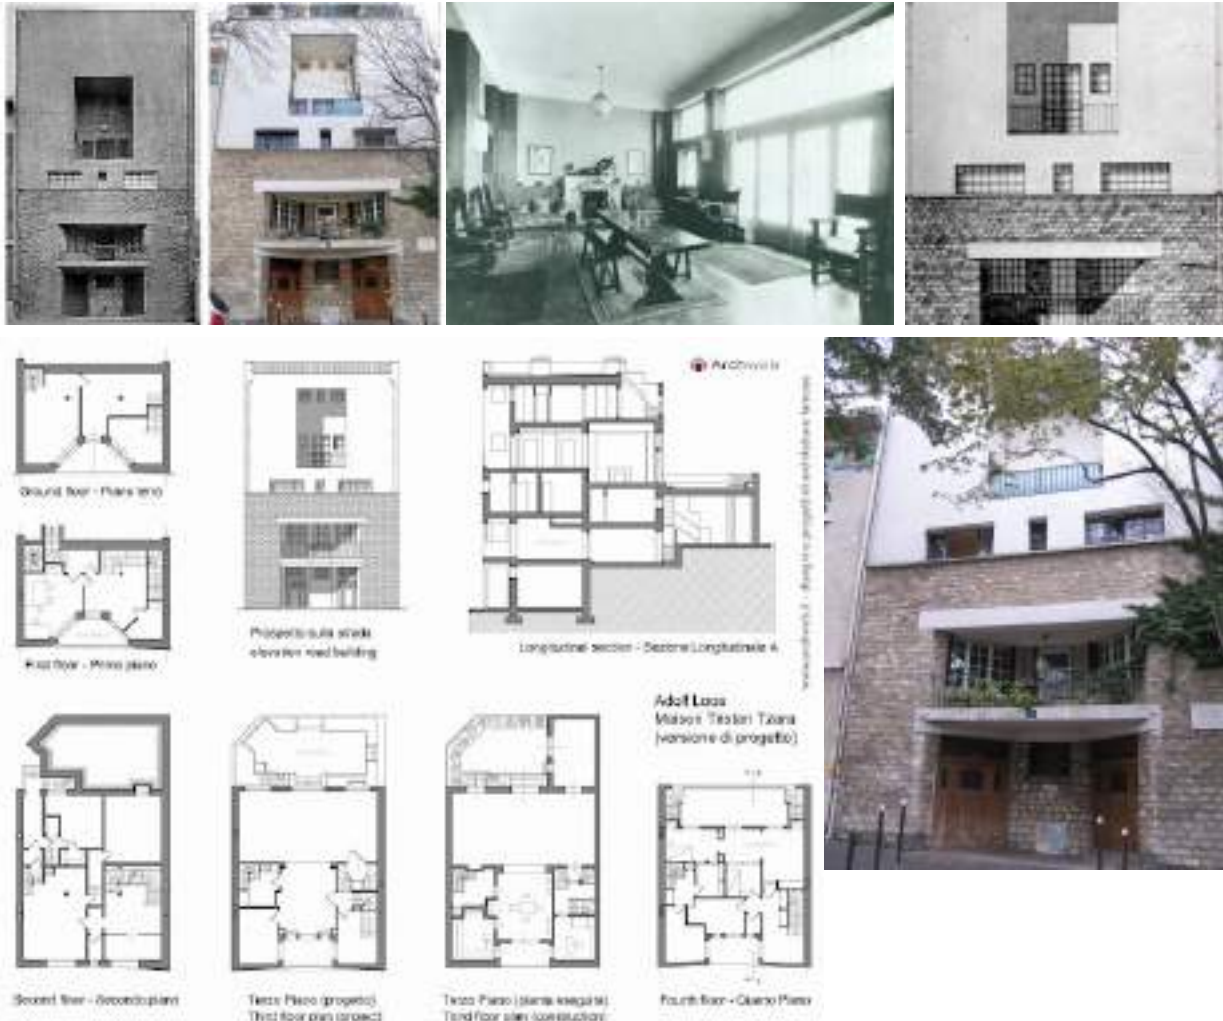 Archweb
Ground floor - Piano terra
Prospetto sulla strada
elevation road building
Longitudinal section - Sezione Longitudinale A
First floor - Primo piano
Adolf Loos
Maison Tristan Tzara
(versione di progetto)
Second floor - Secondo piano
Terzo Piano (progetto)
Third floor plan (project)
Terzo Piano (pianta eseguita)
Third floor plan (construction)
Fourth floor - Quarto Piano